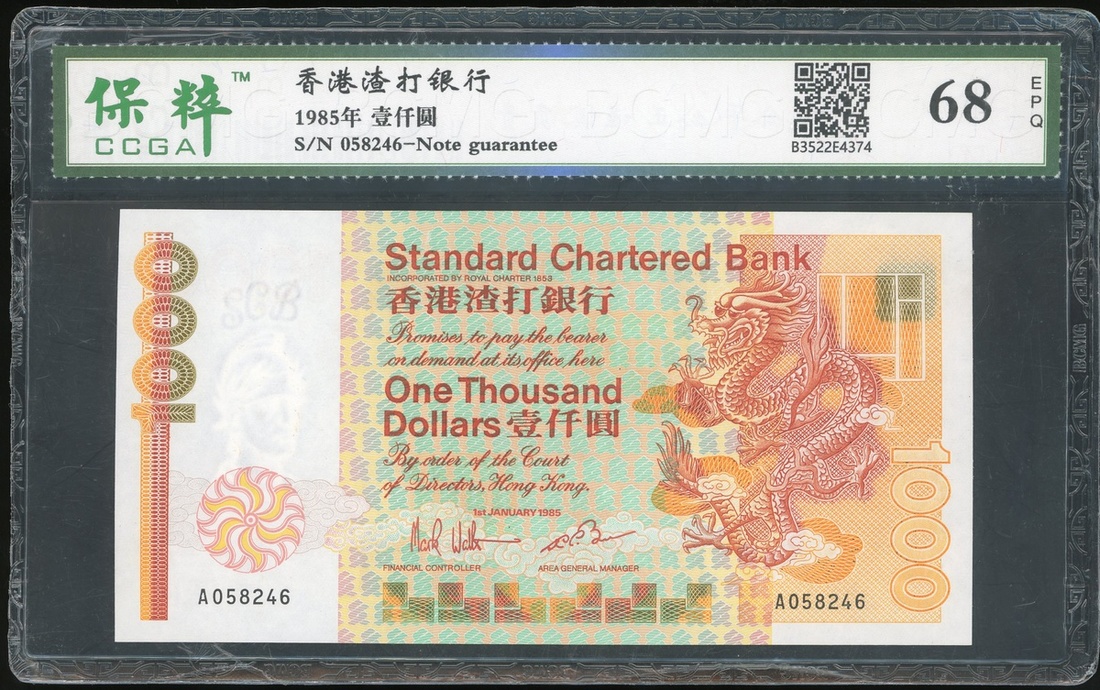 保粹™
CCGA
香港渣打银行
1985年 壹仟圆
S/N 058246-Note guarantee
B3522E4374
68
EPQ
1000
SCB
Standard Chartered Bank
INCORPORATED BY ROYAL CHARTER 1853
香港渣打銀行
Promises to pay the bearer
on demand at its office here
One Thousand
Dollars 壹仟圓
By order of the Court
of Directors, Hong Kong.
1st JANUARY 1985
FINANCIAL CONTROLLER
AREA GENERAL MANAGER
A058246
A058246
1000